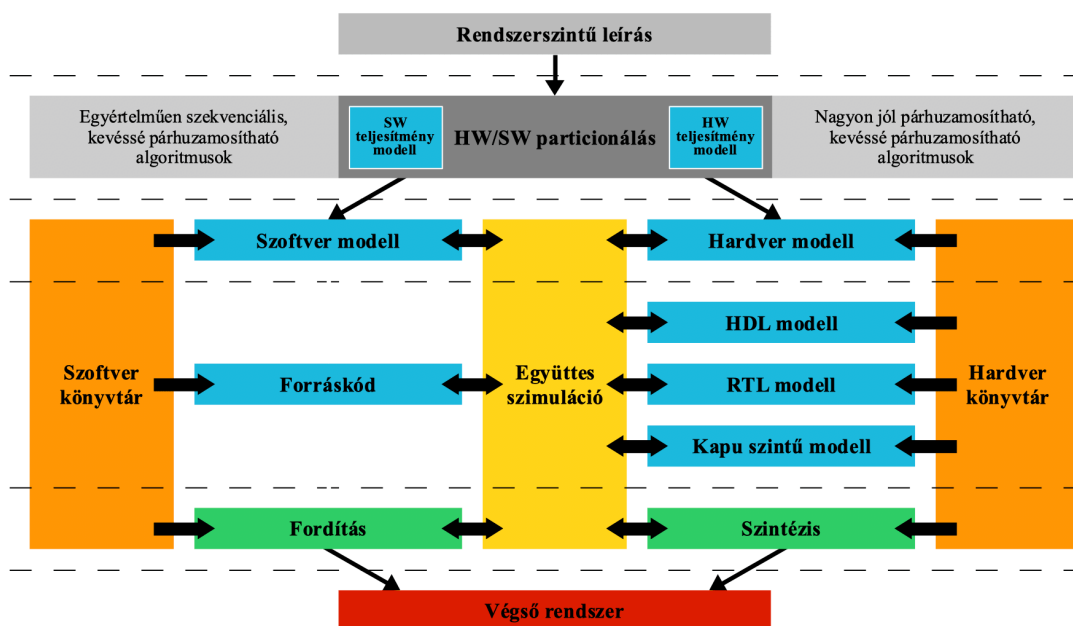 Rendszerszintű leírás
Egyértelműen szekvenciális,
kevéssé párhuzamosítható
algoritmusok
SW
teljesítmény
modell
HW/SW particionálás
HW
teljesítmény
modell
Nagyon jól párhuzamosítható,
kevéssé párhuzamosítható
algoritmusok
Szoftver modell
Hardver modell
HDL modell
Szoftver
könyvtár
Forráskód
Együttes
szimuláció
RTL modell
Hardver
könyvtár
Kapu szintű modell
Fordítás
Szintézis
Végső rendszer